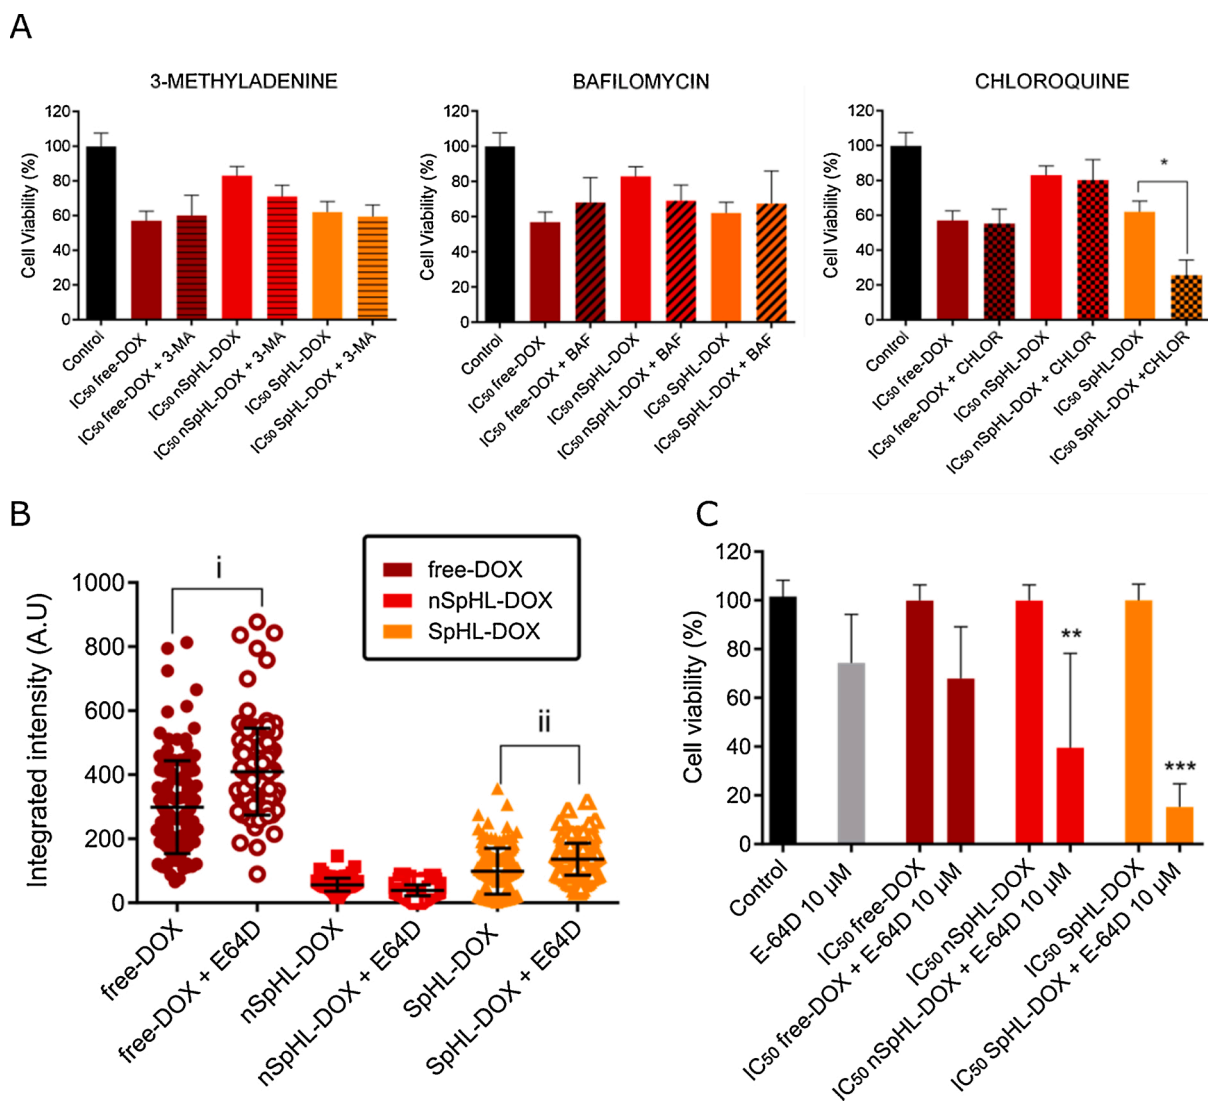 A
3-METHYLADENINE
Cell Viability (%)
120
100
80
60
40
20
0
Control
IC₅₀ free-DOX
IC₅₀ free-DOX + 3-MA
IC₅₀ nSpHL-DOX
IC₅₀ nSpHL-DOX + 3-MA
IC₅₀ SpHL-DOX
IC₅₀ SpHL-DOX + 3-MA
BAFILOMYCIN
Cell Viability (%)
120
100
80
60
40
20
0
Control
IC₅₀ free-DOX
IC₅₀ free-DOX + BAF
IC₅₀ nSpHL-DOX
IC₅₀ nSpHL-DOX + BAF
IC₅₀ SpHL-DOX
IC₅₀ SpHL-DOX + BAF
CHLOROQUINE
Cell Viability (%)
120
100
80
60
40
20
0
*
Control
IC₅₀ free-DOX
IC₅₀ free-DOX + CHLOR
IC₅₀ nSpHL-DOX
IC₅₀ nSpHL-DOX + CHLOR
IC₅₀ SpHL-DOX
IC₅₀ SpHL-DOX +CHLOR
B
Integrated intensity (A.U)
1000
800
600
400
200
0
i
ii
free-DOX
nSpHL-DOX
SpHL-DOX
free-DOX
free-DOX + E64D
nSpHL-DOX
nSpHL-DOX + E64D
SpHL-DOX
SpHL-DOX + E64D
C
Cell viability (%)
120
100
80
60
40
20
0
**
***
Control
E-64D 10 µM
IC₅₀ free-DOX
IC₅₀ free-DOX + E-64D 10 µM
IC₅₀ nSpHL-DOX
IC₅₀ nSpHL-DOX + E-64D 10 µM
IC₅₀ SpHL-DOX
IC₅₀ SpHL-DOX + E-64D 10 µM